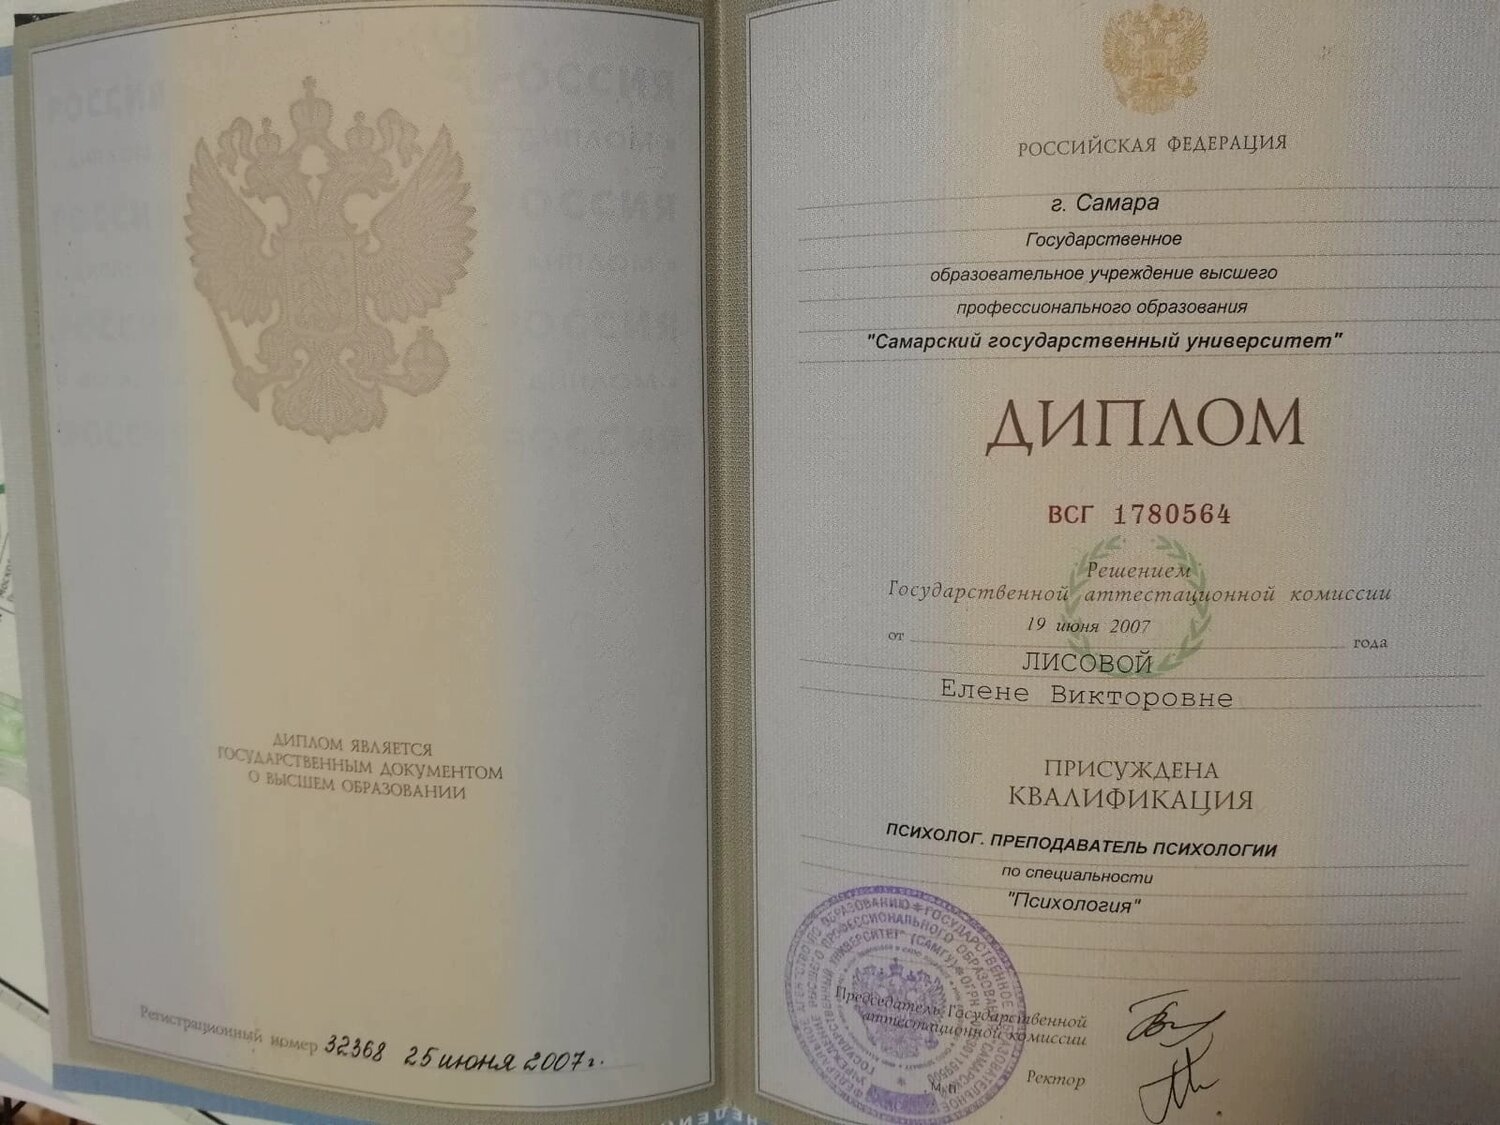 ДИПЛОМ ЯВЛЯЕТСЯ
ГОСУДАРСТВЕННЫМ ДОКУМЕНТОМ
О ВЫСШЕМ ОБРАЗОВАНИИ
Регистрационный номер 32368 25 июня 2007 г.
РОССИЙСКАЯ ФЕДЕРАЦИЯ
г. Самара
Государственное
образовательное учреждение высшего
профессионального образования
"Самарский государственный университет"
ДИПЛОМ
ВСГ 1780564
Решением
Государственной аттестационной комиссии
от 19 июня 2007 года
ЛИСОВОЙ
Елене Викторовне
ПРИСУЖДЕНА
КВАЛИФИКАЦИЯ
ПСИХОЛОГ. ПРЕПОДАВАТЕЛЬ ПСИХОЛОГИИ
по специальности
"Психология"
Председатель Государственной
аттестационной комиссии
Ректор
М.П.